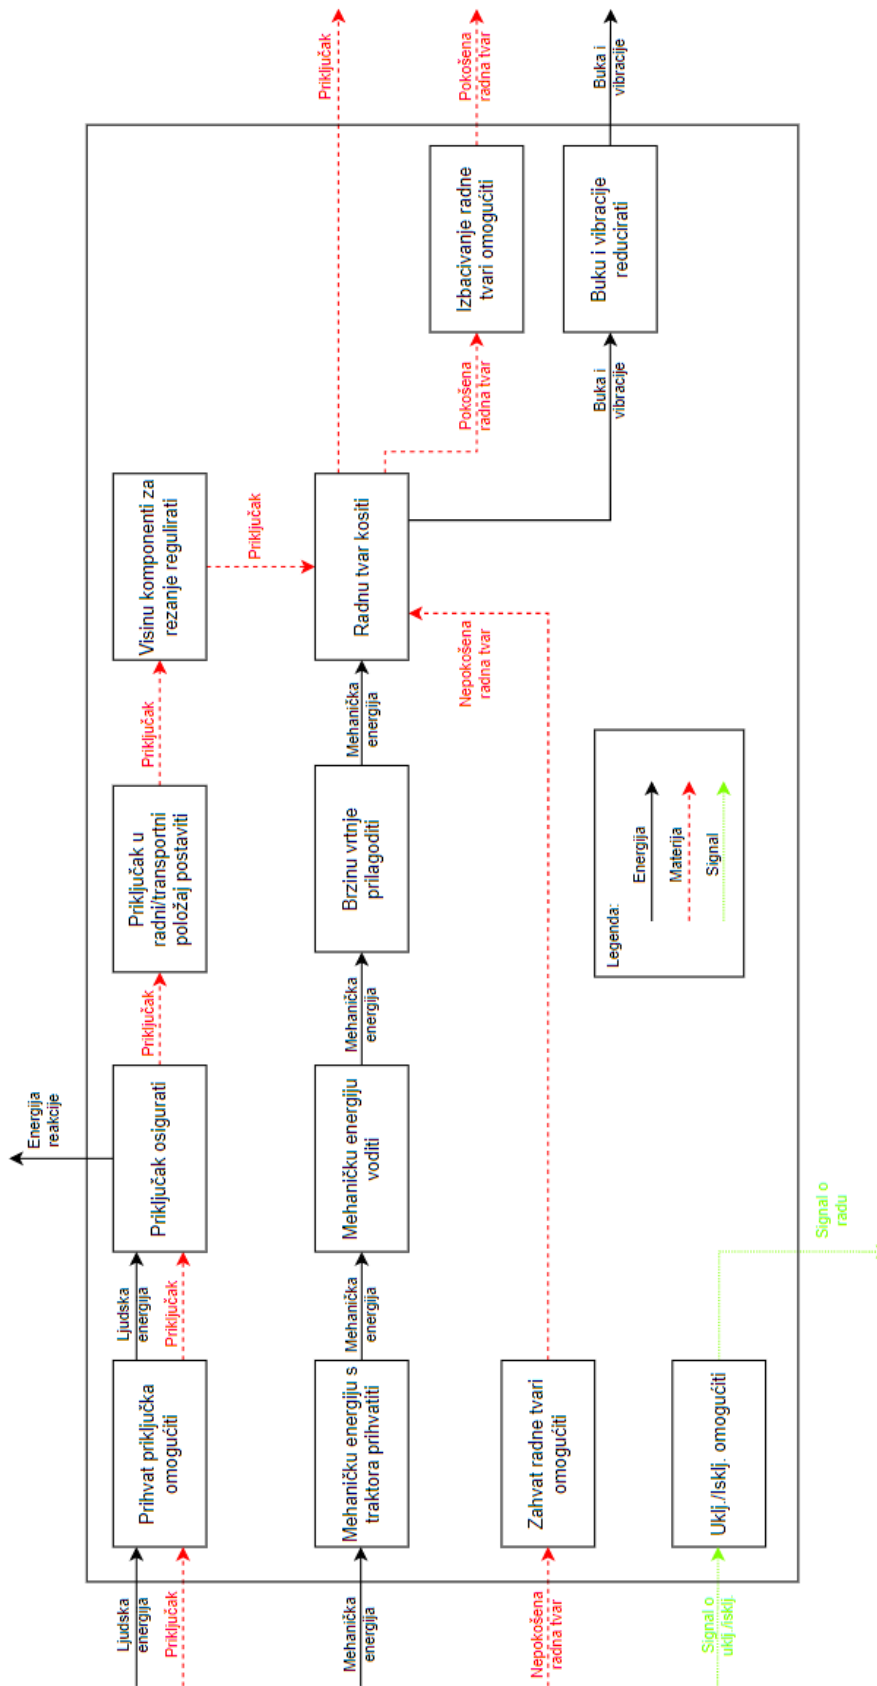 Ljudska
energija
Priključak
Prihvat priključka
omogućiti
Ljudska
energija
Priključak
Priključak osigurati
Energija
reakcije
Priključak
Priključak u
radni/transportni
položaj postaviti
Priključak
Visinu komponenti za
rezanje regulirati
Priključak
Mehanička
energija
Mehaničku energiju s
traktora prihvatiti
Mehanička
energija
Mehaničku energiju
voditi
Mehanička
energija
Brzinu vrtnje
prilagoditi
Mehanička
energija
Radnu tvar kositi
Priključak
Pokošena
radna tvar
Izbacivanje radne
tvari omogućiti
Pokošena
radna tvar
Buka i
vibracije
Buku i vibracije
reducirati
Buka i
vibracije
Nepokošena
radna tvar
Zahvat radne tvari
omogućiti
Nepokošena
radna tvar
Signal o
uklj./isklj.
Uklj./Isklj. omogućiti
Signal o
radu
Legenda:
Energija
Materija
Signal